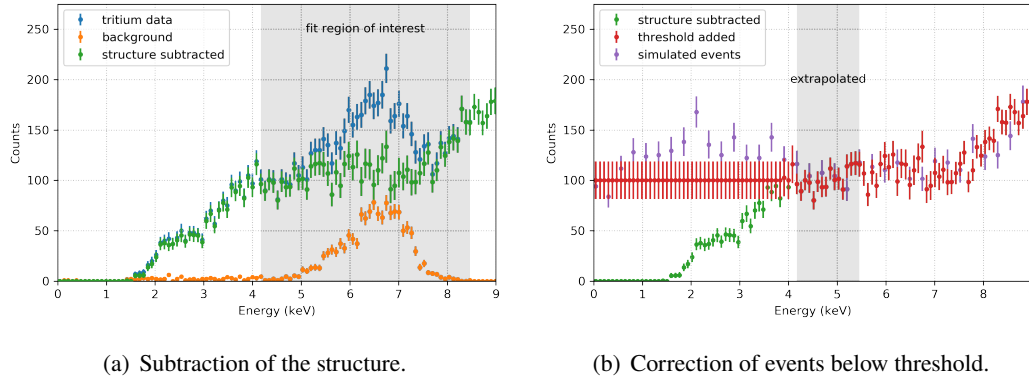 tritium data
background
structure subtracted
fit region of interest
250
200
150
100
50
0
Counts
0 1 2 3 4 5 6 7 8 9
Energy (keV)
(a) Subtraction of the structure.
structure subtracted
threshold added
simulated events
extrapolated
250
200
150
100
50
0
Counts
0 1 2 3 4 5 6 7 8
Energy (keV)
(b) Correction of events below threshold.